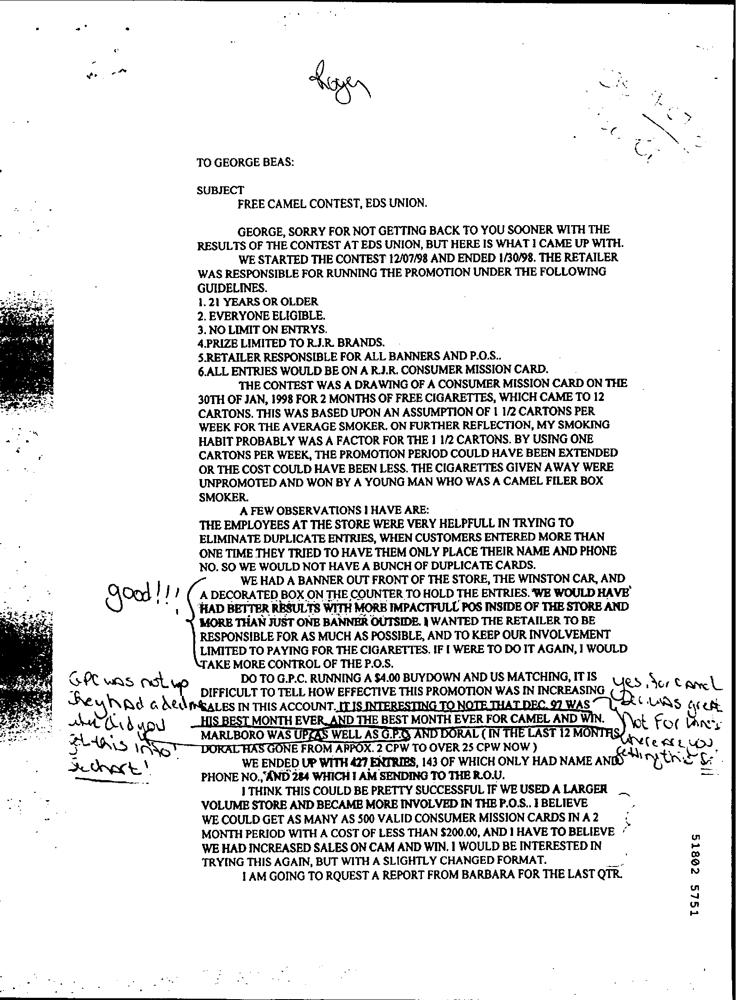 Roger
TO GEORGE BEAS:
SUBJECT
FREE CAMEL CONTEST, EDS UNION.
GEORGE, SORRY FOR NOT GETTING BACK TO YOU SOONER WITH THE
RESULTS OF THE CONTEST AT EDS UNION, BUT HERE IS WHAT I CAME UP WITH.
WE STARTED THE CONTEST 12/07/98 AND ENDED 1/30/98. THE RETAILER
WAS RESPONSIBLE FOR RUNNING THE PROMOTION UNDER THE FOLLOWING
GUIDELINES.
1. 21 YEARS OR OLDER
2. EVERYONE ELIGIBLE.
3. NO LIMIT ON ENTRYS.
4.PRIZE LIMITED TO R.J.R. BRANDS.
5.RETAILER RESPONSIBLE FOR ALL BANNERS AND P.O.S..
6.ALL ENTRIES WOULD BE ON A R.J.R. CONSUMER MISSION CARD.
THE CONTEST WAS A DRAWING OF A CONSUMER MISSION CARD ON THE
30TH OF JAN, 1998 FOR 2 MONTHS OF FREE CIGARETTES, WHICH CAME TO 12
CARTONS. THIS WAS BASED UPON AN ASSUMPTION OF 1 1/2 CARTONS PER
WEEK FOR THE AVERAGE SMOKER. ON FURTHER REFLECTION, MY SMOKING
HABIT PROBABLY WAS A FACTOR FOR THE 1 1/2 CARTONS. BY USING ONE
CARTONS PER WEEK, THE PROMOTION PERIOD COULD HAVE BEEN EXTENDED
OR THE COST COULD HAVE BEEN LESS. THE CIGARETTES GIVEN AWAY WERE
UNPROMOTED AND WON BY A YOUNG MAN WHO WAS A CAMEL FILER BOX
SMOKER.
A FEW OBSERVATIONS I HAVE ARE:
THE EMPLOYEES AT THE STORE WERE VERY HELPFULL IN TRYING TO
ELIMINATE DUPLICATE ENTRIES, WHEN CUSTOMERS ENTERED MORE THAN
ONE TIME THEY TRIED TO HAVE THEM ONLY PLACE THEIR NAME AND PHONE
NO. SO WE WOULD NOT HAVE A BUNCH OF DUPLICATE CARDS.
WE HAD A BANNER OUT FRONT OF THE STORE, THE WINSTON CAR, AND
good!!! A DECORATED BOX ON THE COUNTER TO HOLD THE ENTRIES. WE WOULD HAVE
HAD BETTER RESULTS WITH MORE IMPACTFULL POS INSIDE OF THE STORE AND
MORE THAN JUST ONE BANNER OUTSIDE. I WANTED THE RETAILER TO BE
RESPONSIBLE FOR AS MUCH AS POSSIBLE, AND TO KEEP OUR INVOLVEMENT
LIMITED TO PAYING FOR THE CIGARETTES. IF I WERE TO DO IT AGAIN, I WOULD
TAKE MORE CONTROL OF THE P.O.S.
GPC was not up DO TO G.P.C. RUNNING A $4.00 BUYDOWN AND US MATCHING, IT IS yes, for camel
they had a decline DIFFICULT TO TELL HOW EFFECTIVE THIS PROMOTION WAS IN INCREASING Dec. was great
SALES IN THIS ACCOUNT. IT IS INTERESTING TO NOTE THAT DEC. 97 WAS
where did you HIS BEST MONTH EVER, AND THE BEST MONTH EVER FOR CAMEL AND WIN. Not for
get this info? MARLBORO WAS UP AS WELL AS G.P.C AND DORAL ( IN THE LAST 12 MONTHS where are you
See chart! DORAL HAS GONE FROM APPOX. 2 CPW TO OVER 25 CPW NOW ) getting this
WE ENDED UP WITH 427 ENTRIES, 143 OF WHICH ONLY HAD NAME AND
PHONE NO., AND 284 WHICH I AM SENDING TO THE R.O.U.
I THINK THIS COULD BE PRETTY SUCCESSFUL IF WE USED A LARGER
VOLUME STORE AND BECAME MORE INVOLVED IN THE P.O.S.. I BELIEVE
WE COULD GET AS MANY AS 500 VALID CONSUMER MISSION CARDS IN A 2
MONTH PERIOD WITH A COST OF LESS THAN $200.00, AND I HAVE TO BELIEVE
WE HAD INCREASED SALES ON CAM AND WIN. I WOULD BE INTERESTED IN
TRYING THIS AGAIN, BUT WITH A SLIGHTLY CHANGED FORMAT.
I AM GOING TO RQUEST A REPORT FROM BARBARA FOR THE LAST QTR.
51802 5751